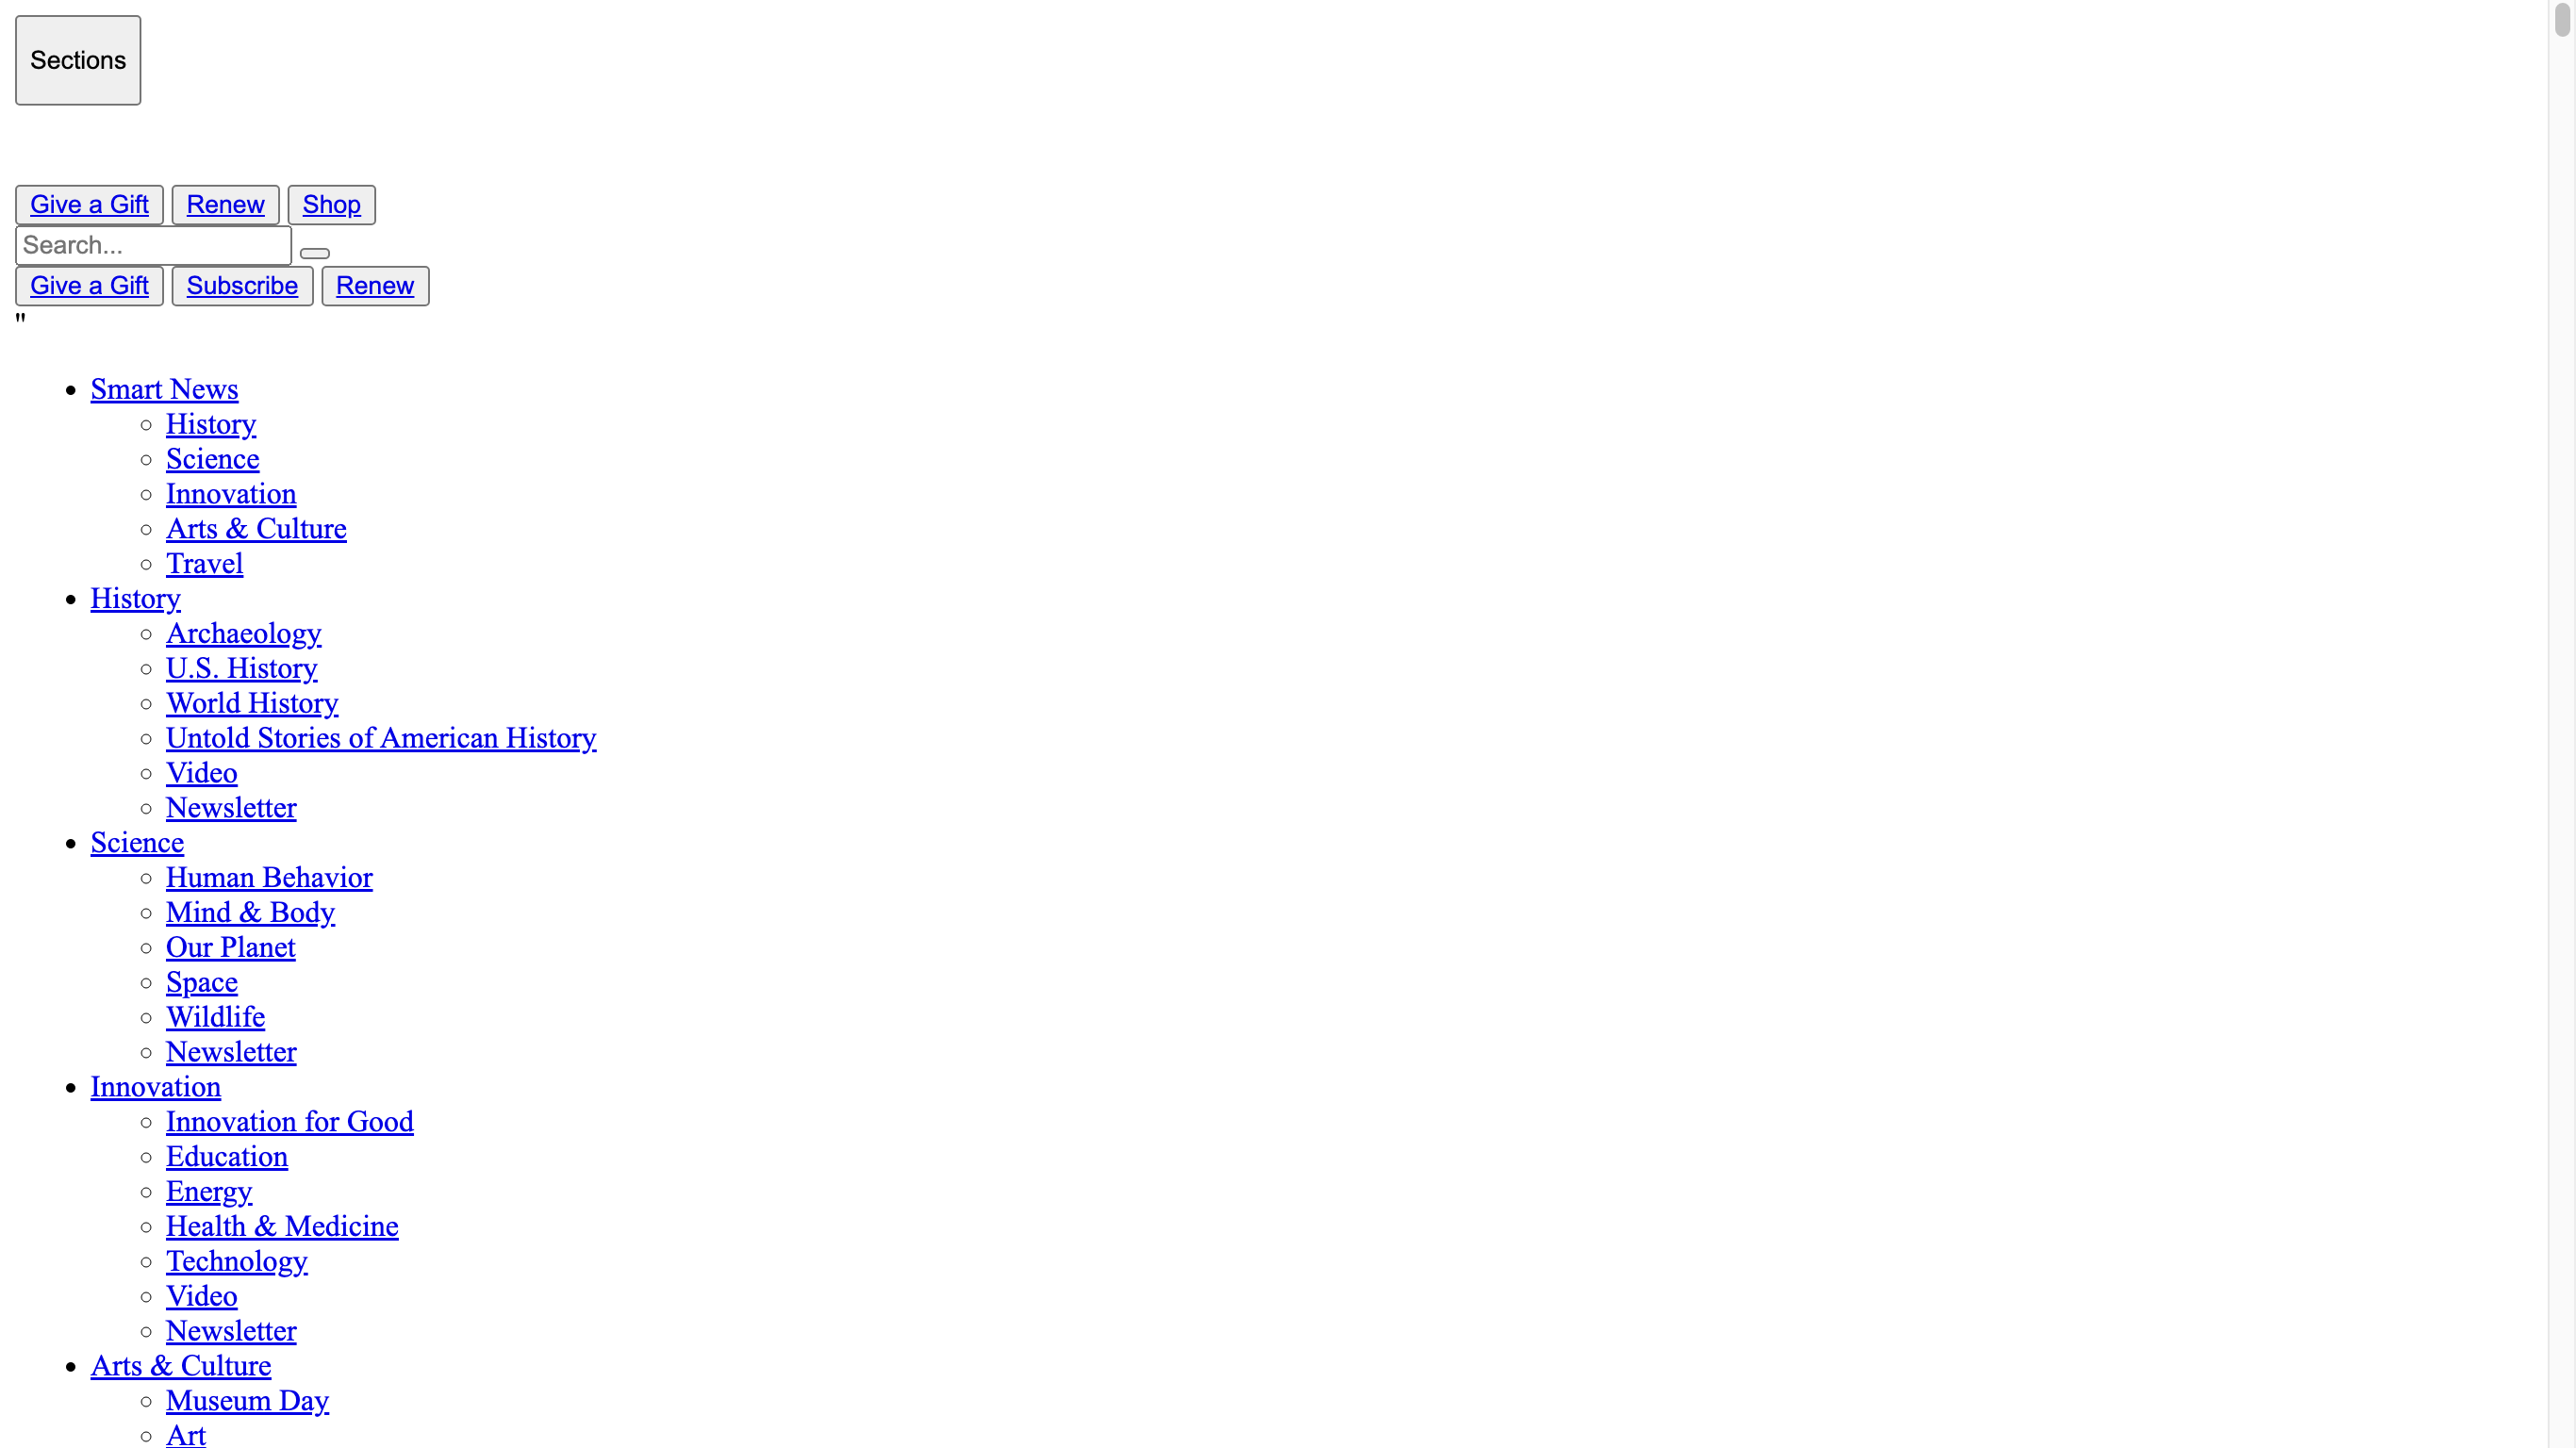 Sections
Give a Gift Renew Shop
Search...
Give a Gift Subscribe Renew
"
Smart News
History
Science
Innovation
Arts & Culture
Travel
History
Archaeology
U.S. History
World History
Untold Stories of American History
Video
Newsletter
Science
Human Behavior
Mind & Body
Our Planet
Space
Wildlife
Newsletter
Innovation
Innovation for Good
Education
Energy
Health & Medicine
Technology
Video
Newsletter
Arts & Culture
Museum Day
Art